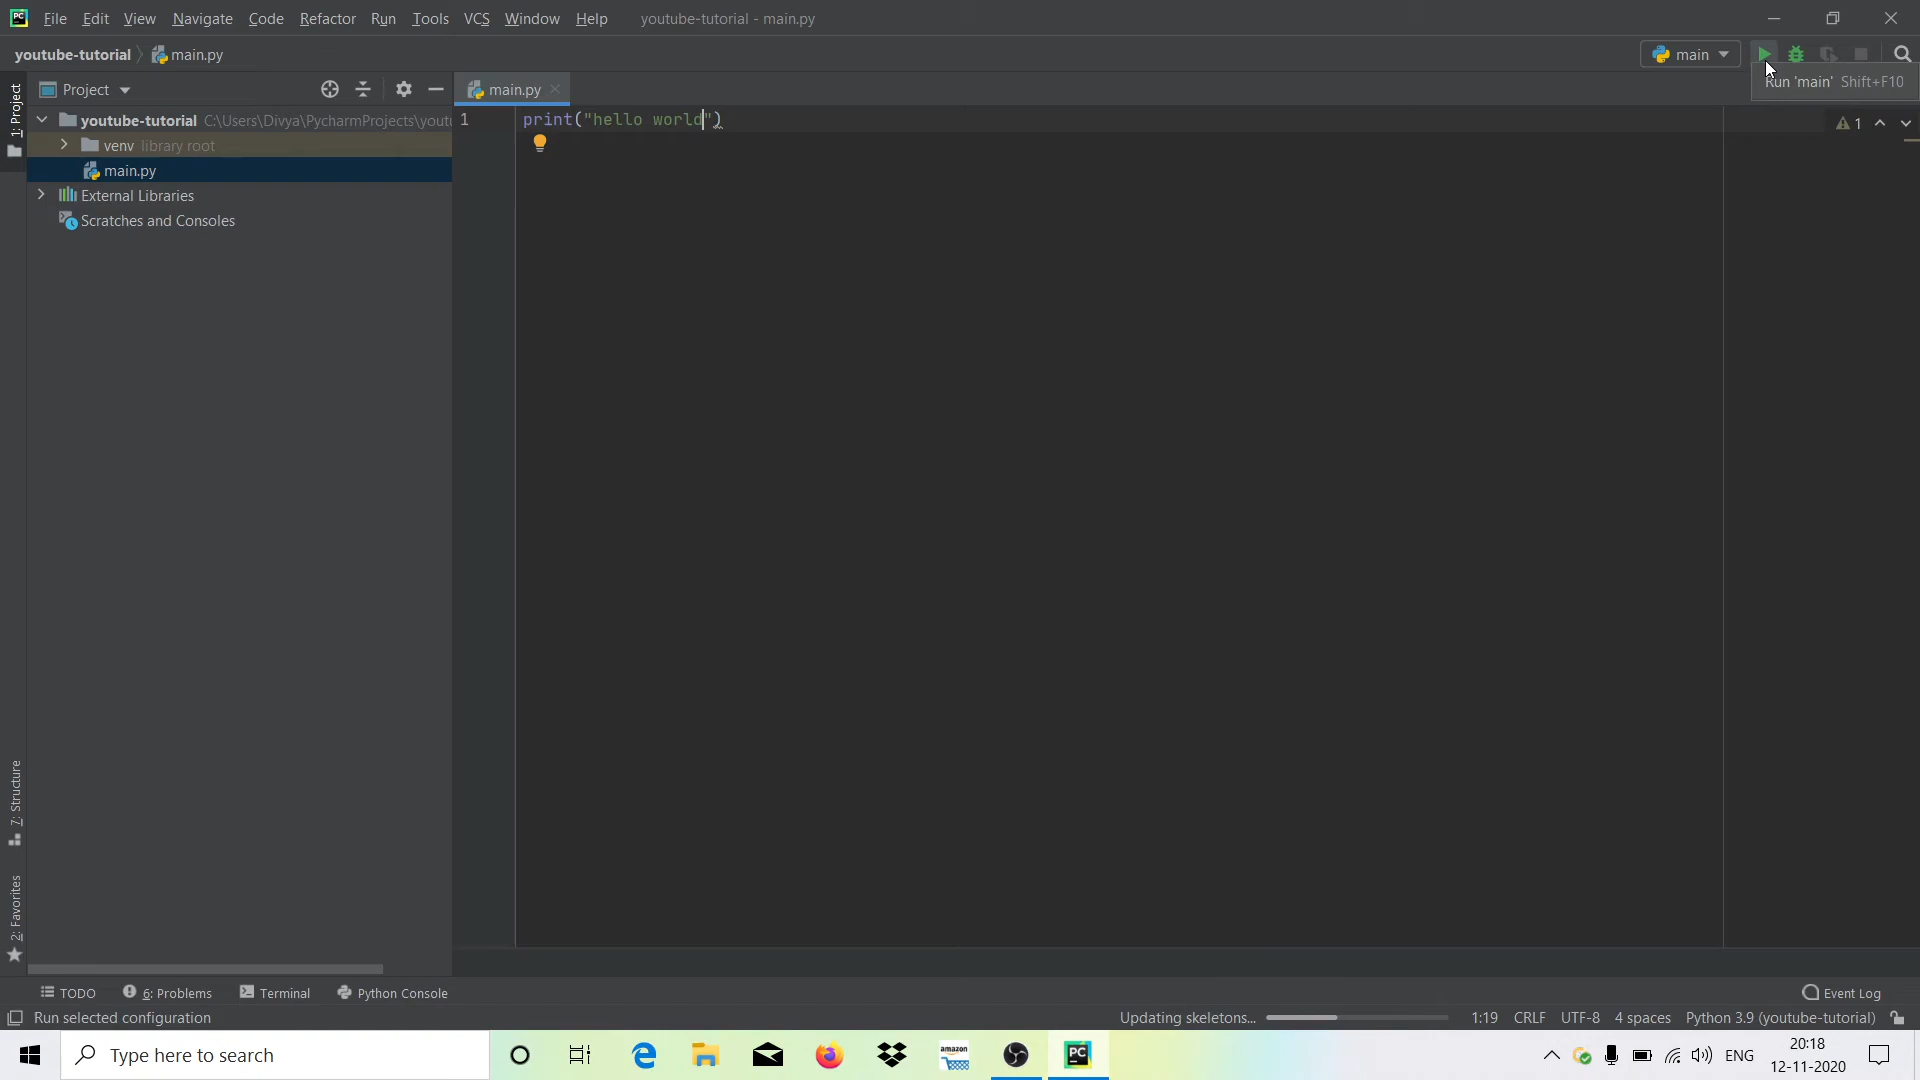 File Edit View Navigate Code Refactor Run Tools VCS Window Help youtube-tutorial - main.py
youtube-tutorial main.py main
Run 'main' Shift+F10
1: Project
Project
main.py
youtube-tutorial C:\Users\Divya\PycharmProjects\yout
venv library root
main.py
External Libraries
Scratches and Consoles
1 print("hello world")
1
7: Structure
2: Favorites
TODO 6: Problems Terminal Python Console Event Log
Run selected configuration Updating skeletons... 1:19 CRLF UTF-8 4 spaces Python 3.9 (youtube-tutorial)
Type here to search
amazon
PC
ENG
20:18
12-11-2020